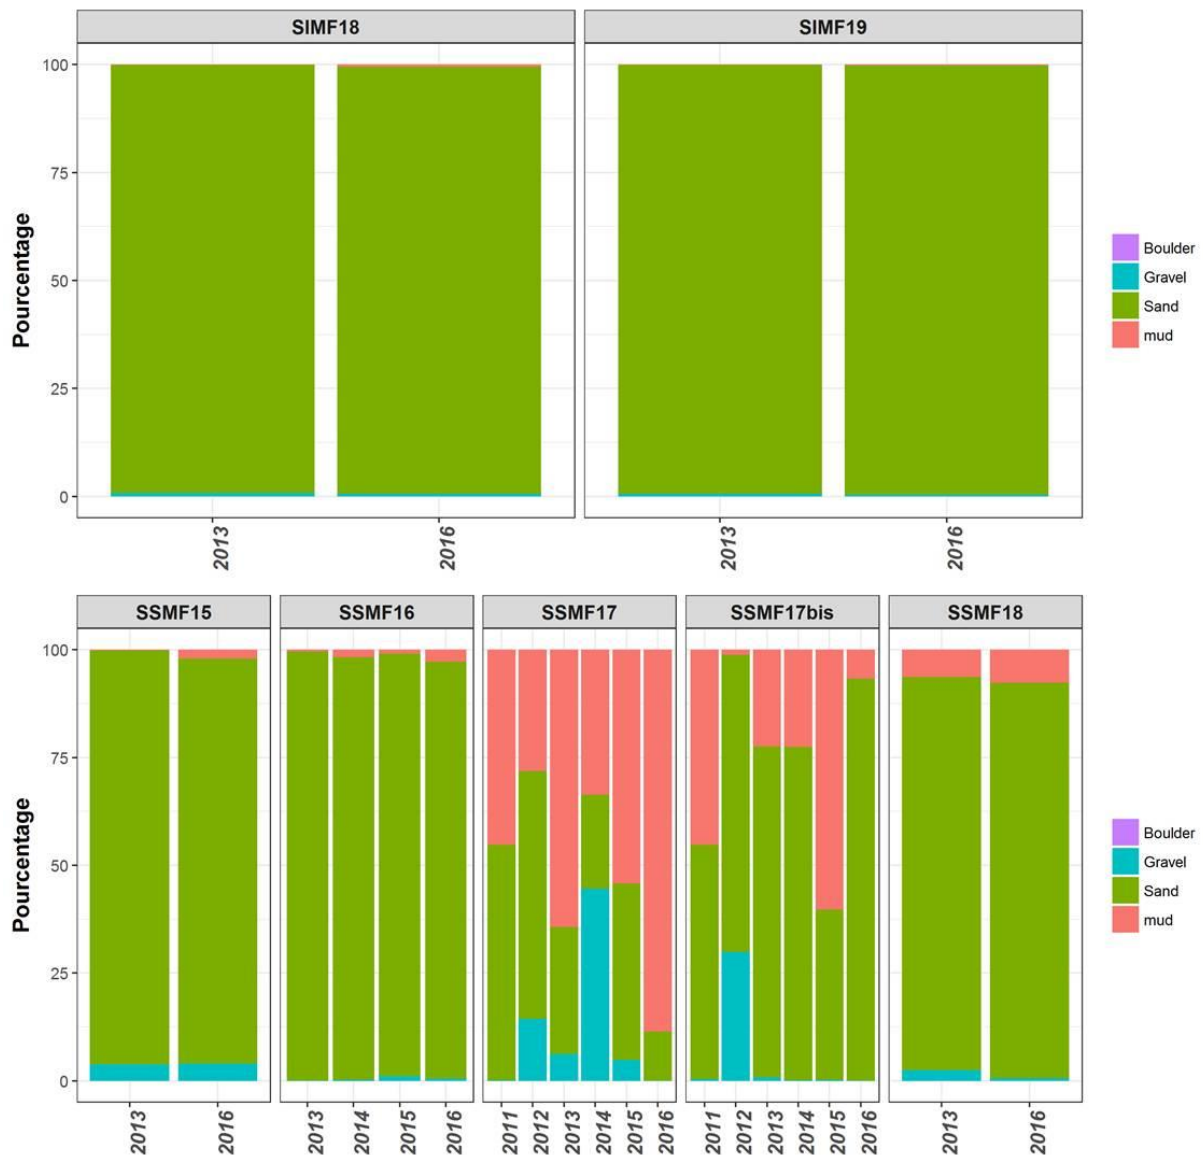 SIMF18 SIMF19
100
75
50
25
0
Pourcentage
2013 2016 2013 2016
Boulder
Gravel
Sand
mud
SSMF15 SSMF16 SSMF17 SSMF17bis SSMF18
100
75
50
25
0
Pourcentage
2013 2016 2013 2014 2015 2016 2011 2012 2013 2014 2015 2016 2011 2012 2013 2014 2015 2016 2013 2016
Boulder
Gravel
Sand
mud